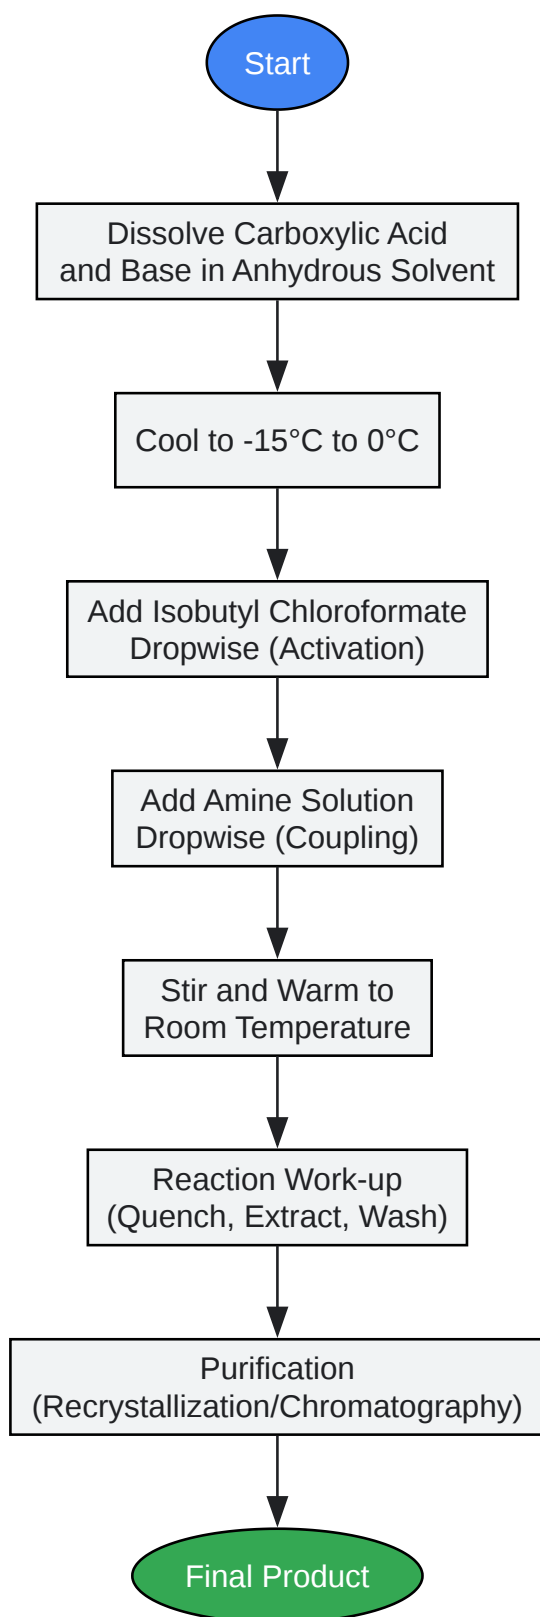 Start
Dissolve Carboxylic Acid
and Base in Anhydrous Solvent
Cool to -15°C to 0°C
Add Isobutyl Chloroformate
Dropwise (Activation)
Add Amine Solution
Dropwise (Coupling)
Stir and Warm to
Room Temperature
Reaction Work-up
(Quench, Extract, Wash)
Purification
(Recrystallization/Chromatography)
Final Product